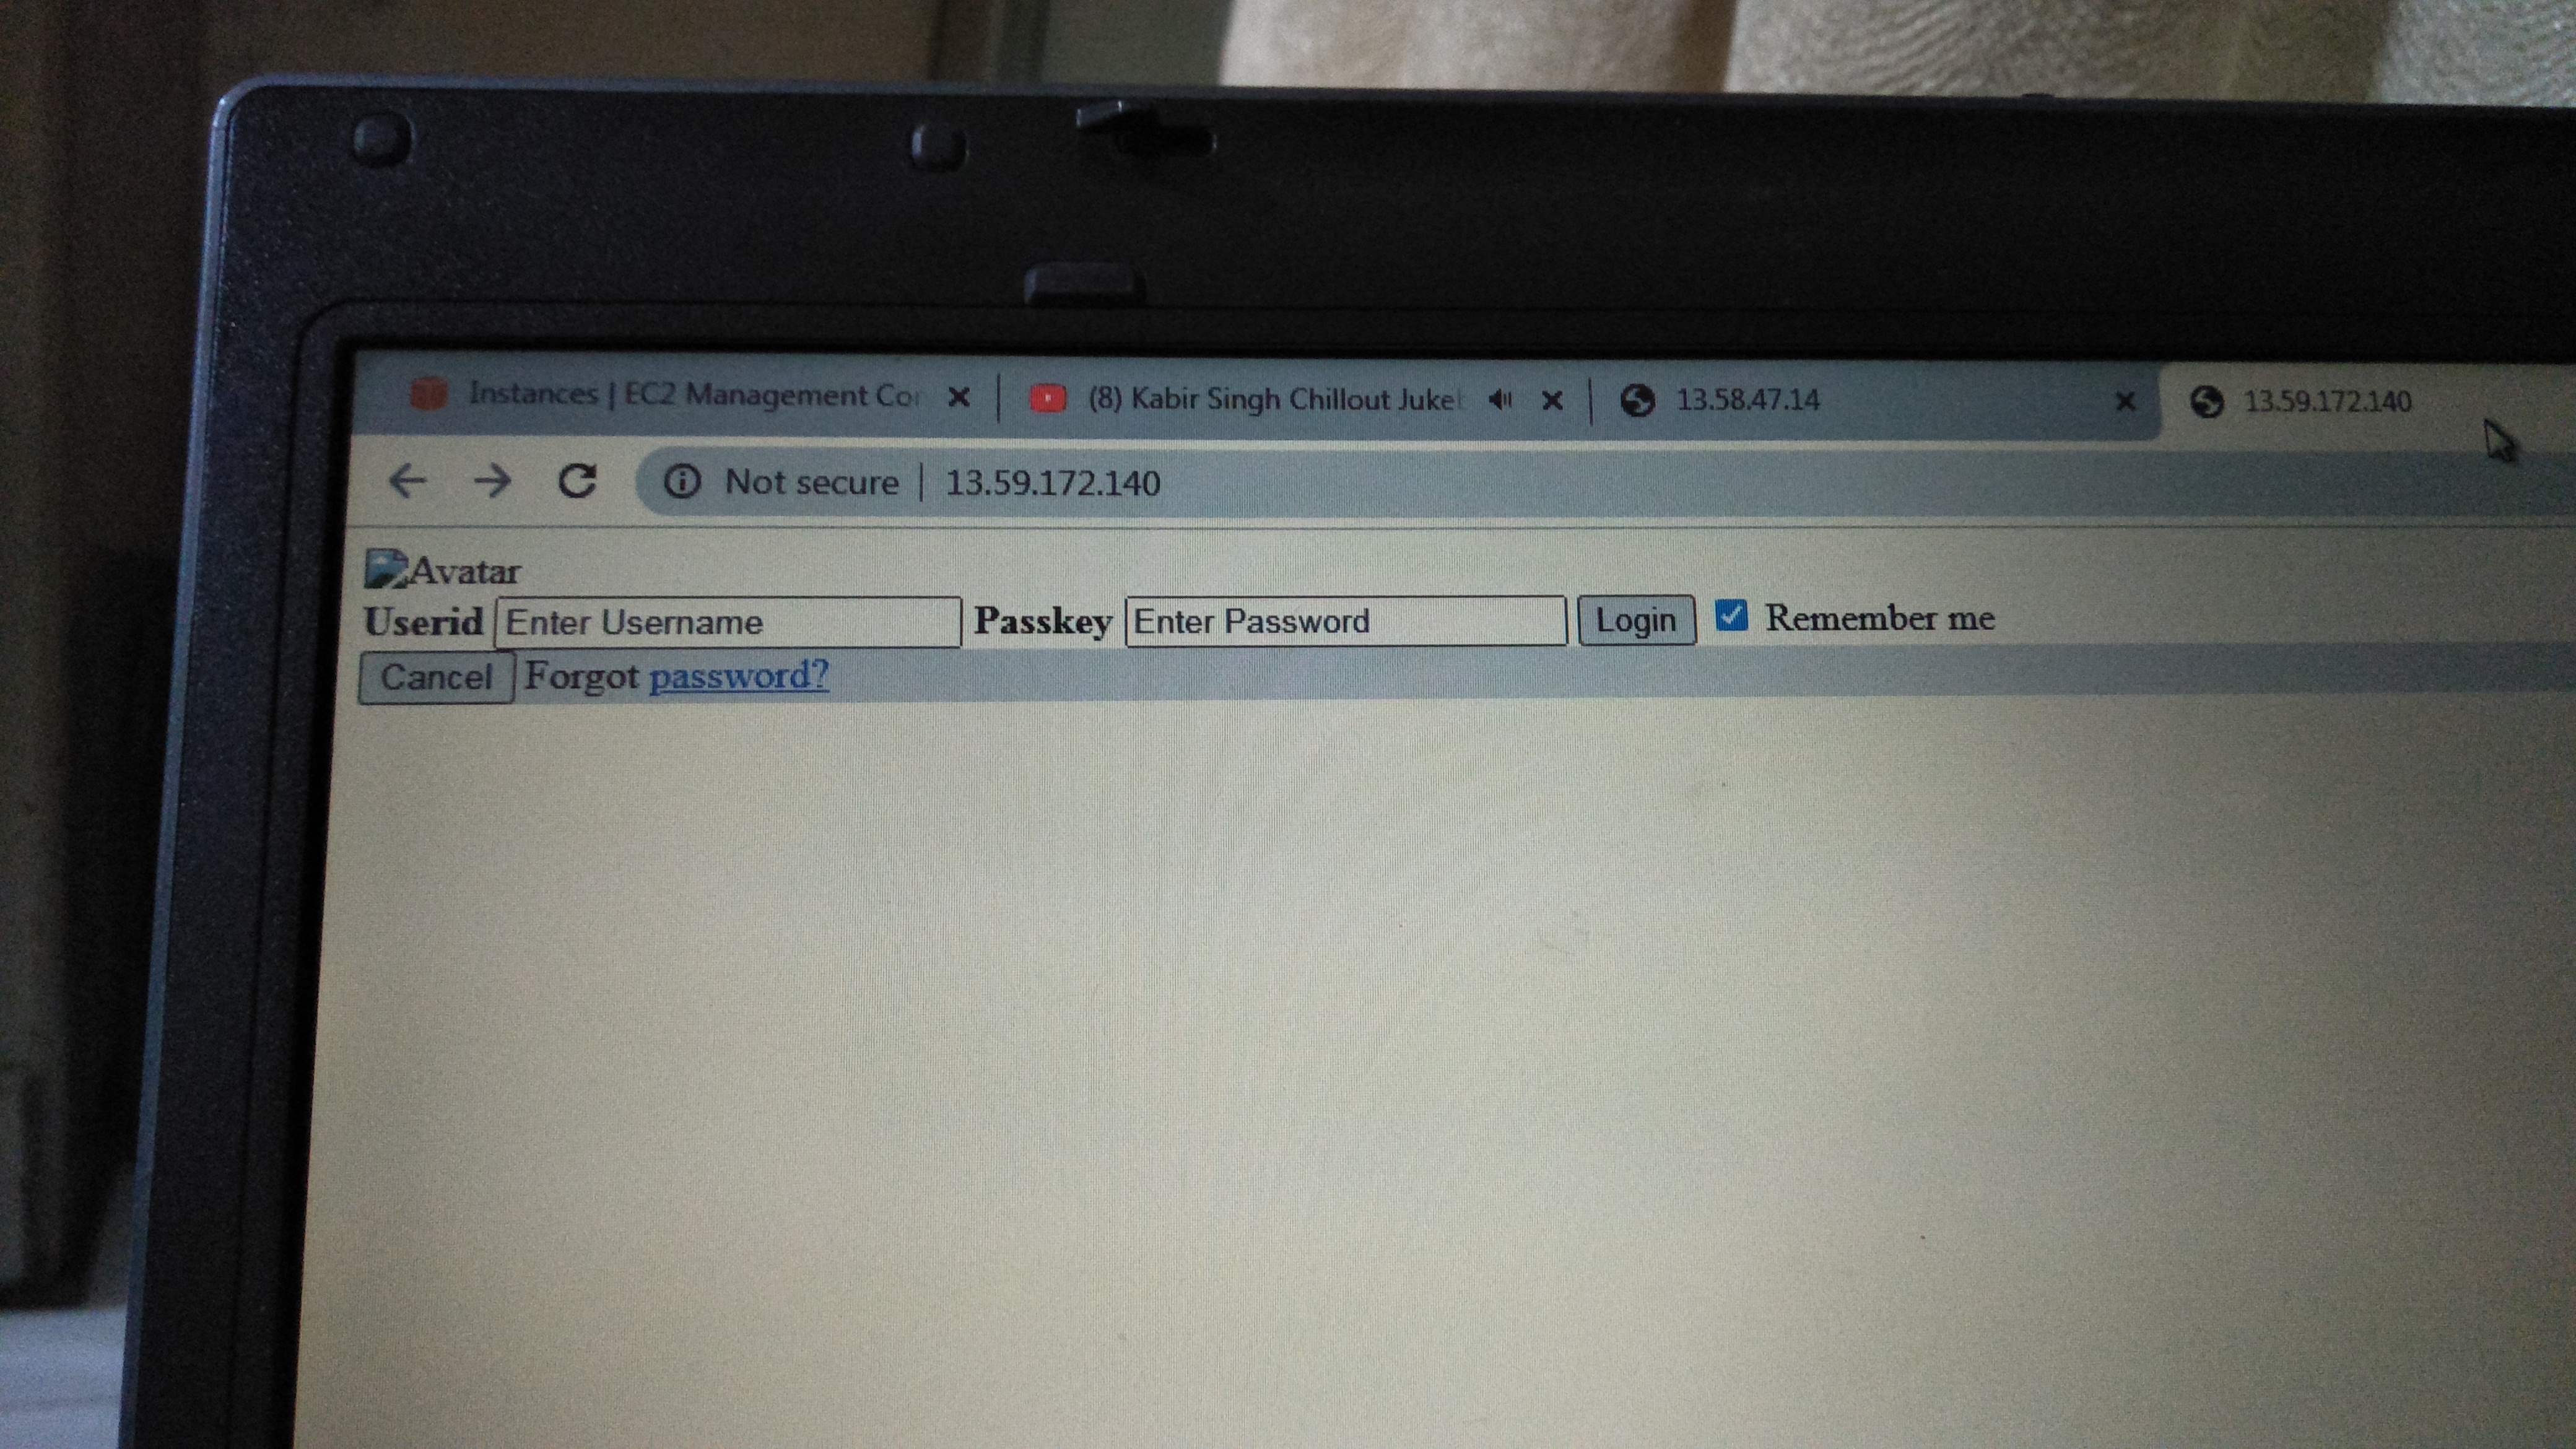 Instances | EC2 Management Cor
(8) Kabir Singh Chillout Juke
13.58.47.14
13.59.172.140
Not secure | 13.59.172.140
Avatar
Userid Enter Username Passkey Enter Password Login Remember me
Cancel Forgot password?